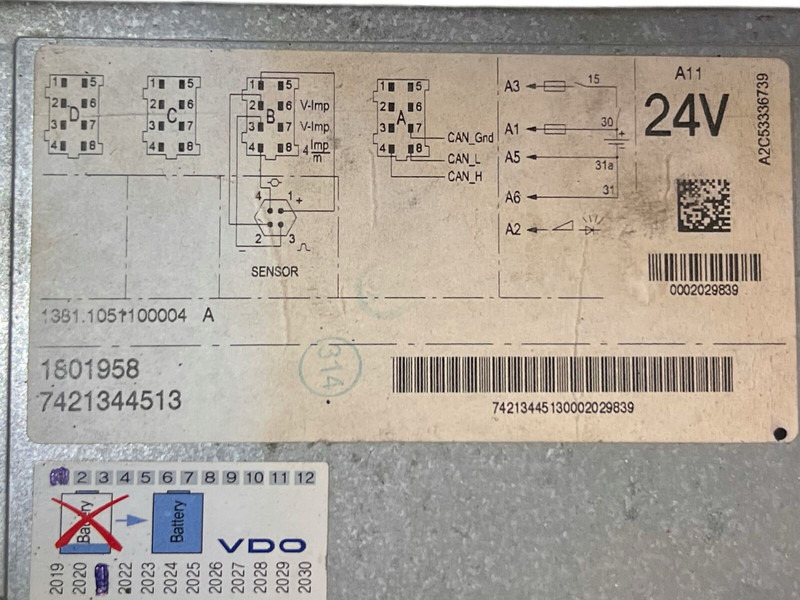 1 5
2 6
D
3 7
4 8
1 5
2 6
C
3 7
4 8
1 5
2 6 V-Imp
B
3 7 V-Imp
4 8 4 Imp
m
1 5
2 6
A
3 7
4 8
CAN_Gnd
CAN_L
CAN_H
4 1 +
2 3
−
SENSOR
A3 15
A1 30
+
A5
31a
31
A6
A2
A11
24V
A2C53336739
0002029839
1381.1051100004 A
1801958
7421344513
314
74213445130002029839
2 3 4 5 6 7 8 9 10 11 12
Battery
Battery
VDO
2019 2020 2022 2023 2024 2025 2026 2027 2028 2029 2030